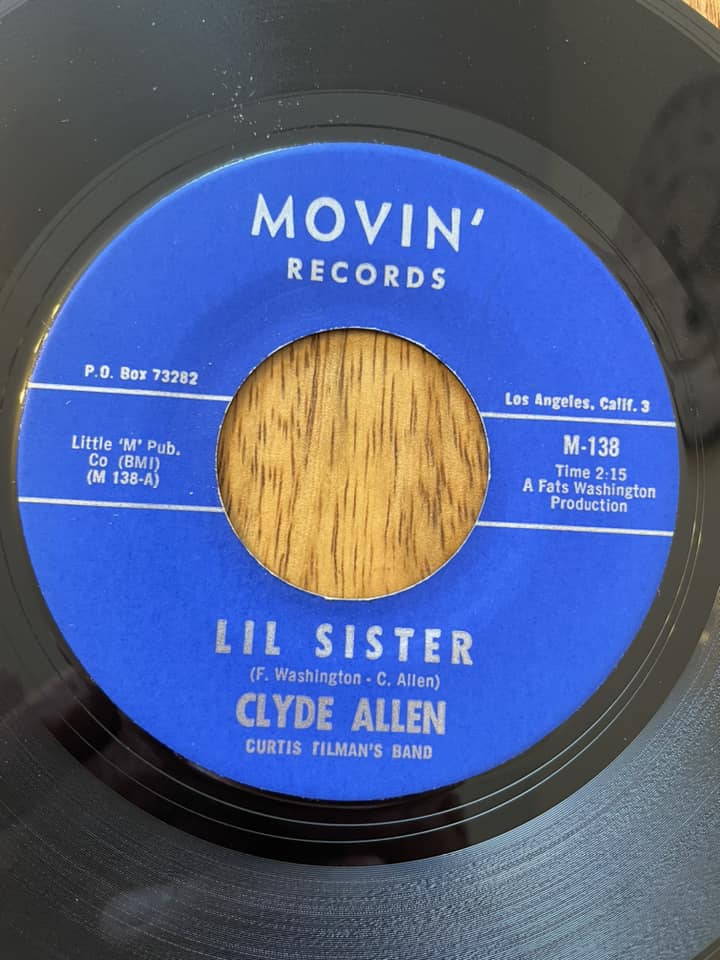 MOVIN'
RECORDS
P.O. Box 73282
Los Angeles, Calif. 3
Little 'M' Pub.
Co (BMI)
(M 138-A)
M-138
Time 2:15
A Fats Washington
Production
LIL SISTER
(F. Washington - C. Allen)
CLYDE ALLEN
CURTIS TILMAN'S BAND